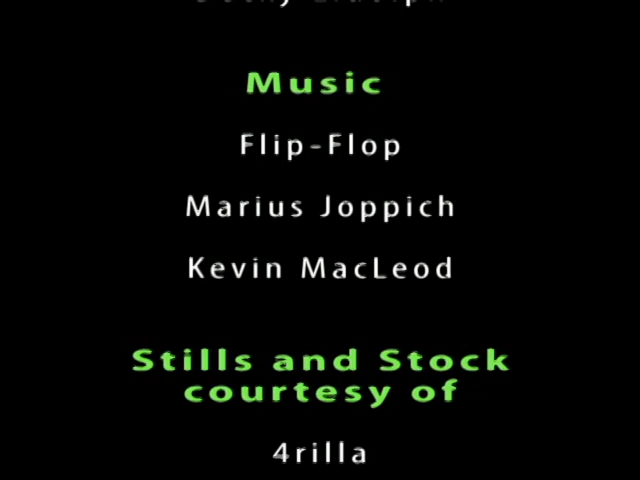 Music
Flip-Flop
Marius Joppich
Kevin MacLeod
Stills and Stock
courtesy of
4rilla